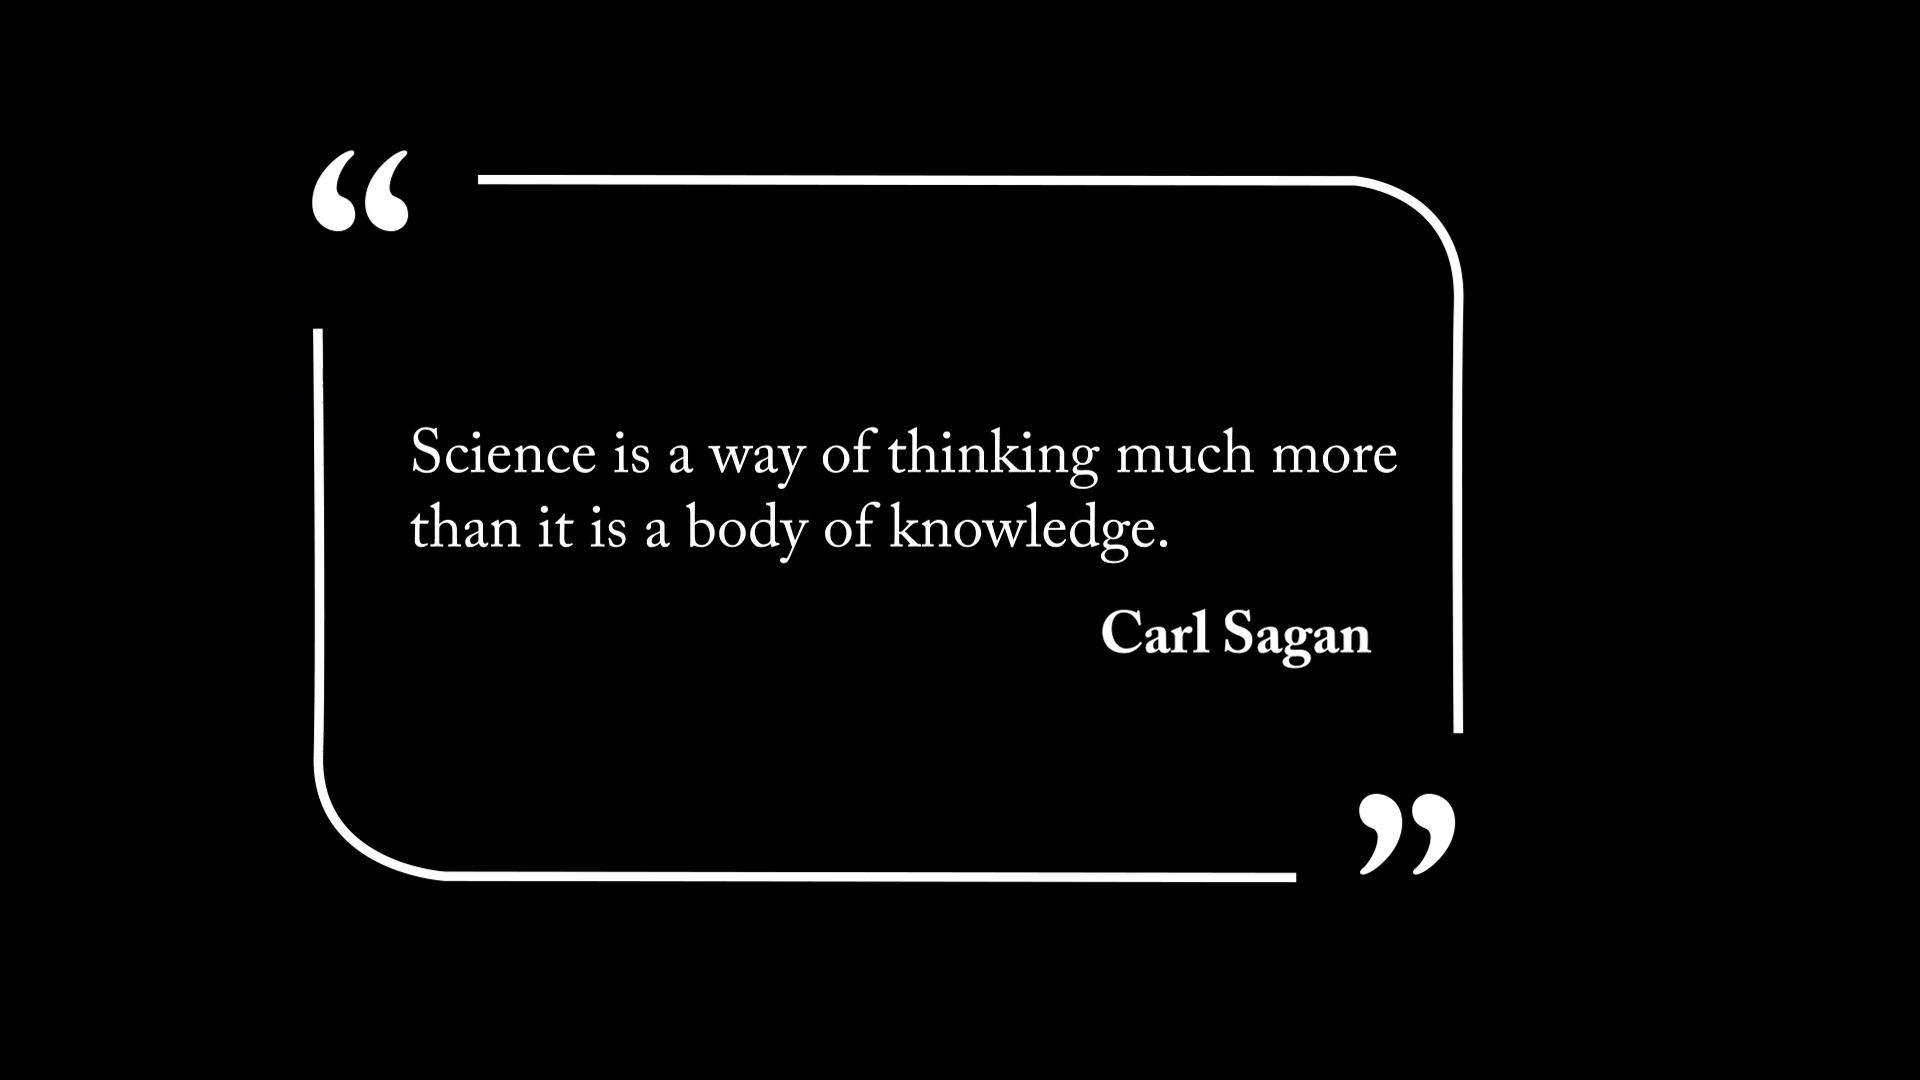 “
Science is a way of thinking much more
than it is a body of knowledge.
Carl Sagan
”